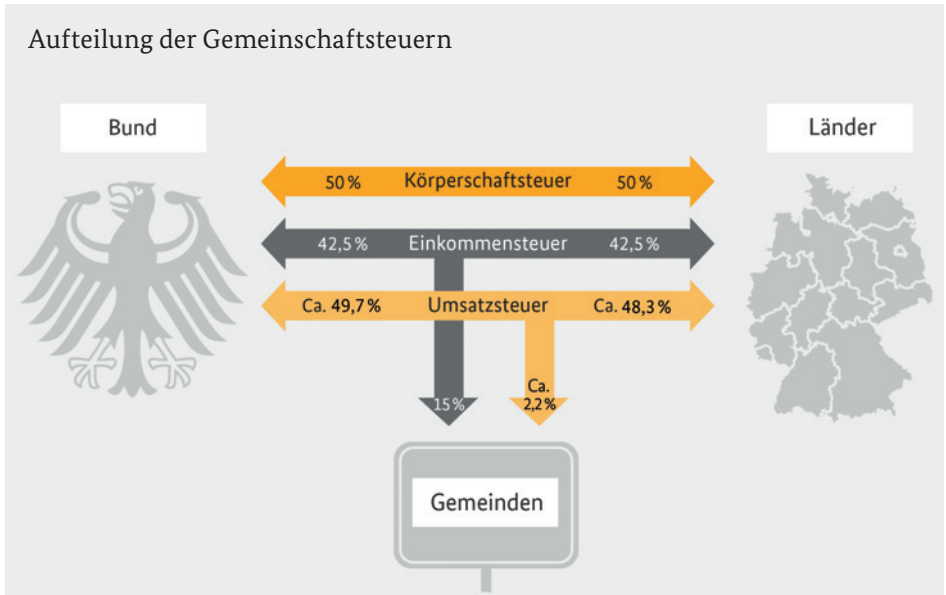 Aufteilung der Gemeinschaftsteuern
Bund
Länder
50 % Körperschaftsteuer 50 %
42,5 % Einkommensteuer 42,5 %
Ca. 49,7 % Umsatzsteuer Ca. 48,3 %
15 %
Ca.
2,2 %
Gemeinden